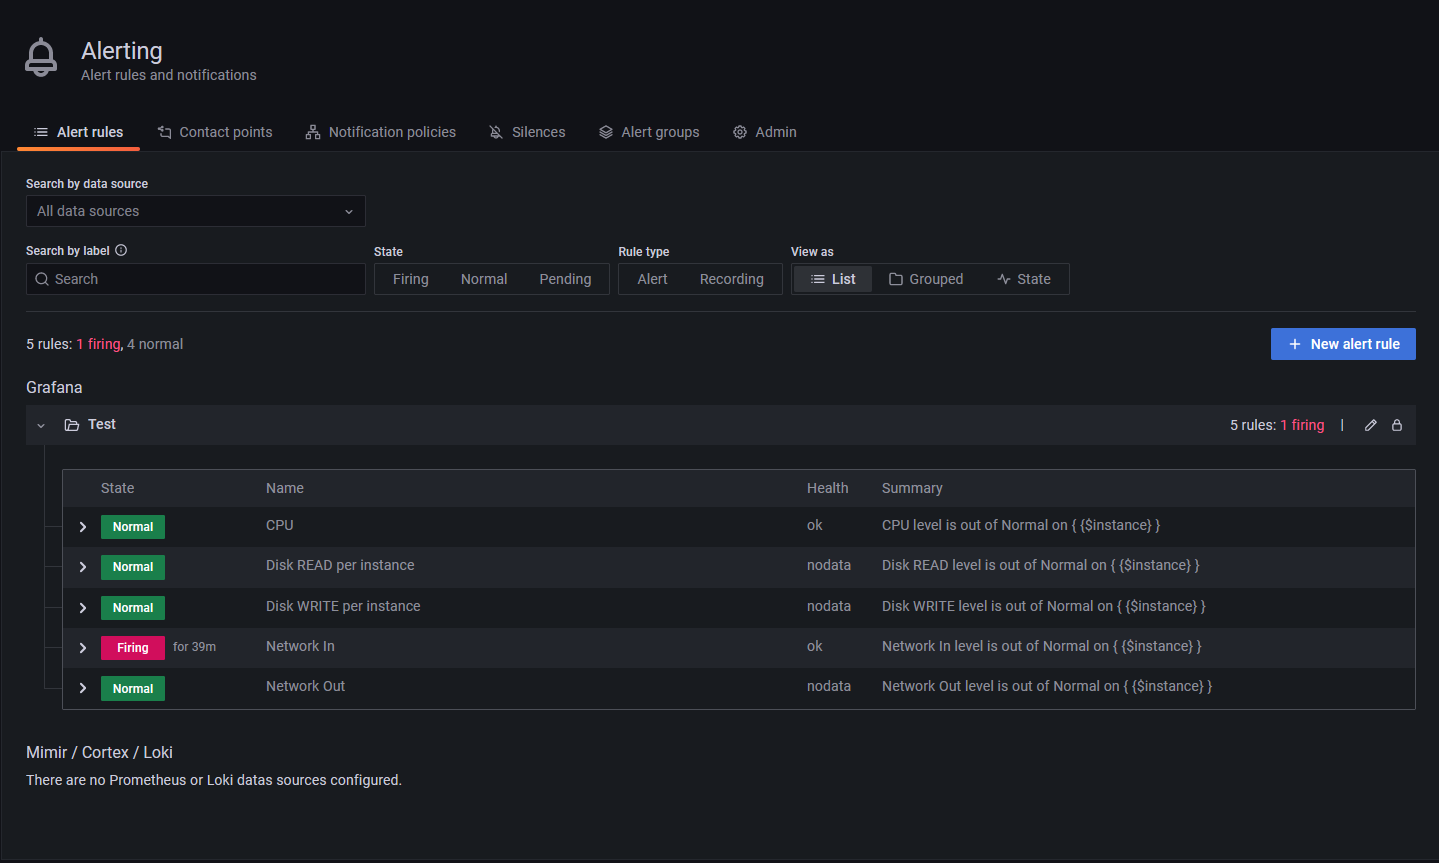 Alerting
Alert rules and notifications
Alert rules Contact points Notification policies Silences Alert groups Admin
Search by data source
All data sources
Search by label State Rule type View as
Search Firing Normal Pending Alert Recording List Grouped State
5 rules: 1 firing, 4 normal New alert rule
Grafana
Test 5 rules: 1 firing |
State Name Health Summary
Normal CPU ok CPU level is out of Normal on { {$instance} }
Normal Disk READ per instance nodata Disk READ level is out of Normal on { {$instance} }
Normal Disk WRITE per instance nodata Disk WRITE level is out of Normal on { {$instance} }
Firing for 39m Network In ok Network In level is out of Normal on { {$instance} }
Normal Network Out nodata Network Out level is out of Normal on { {$instance} }
Mimir / Cortex / Loki
There are no Prometheus or Loki datas sources configured.